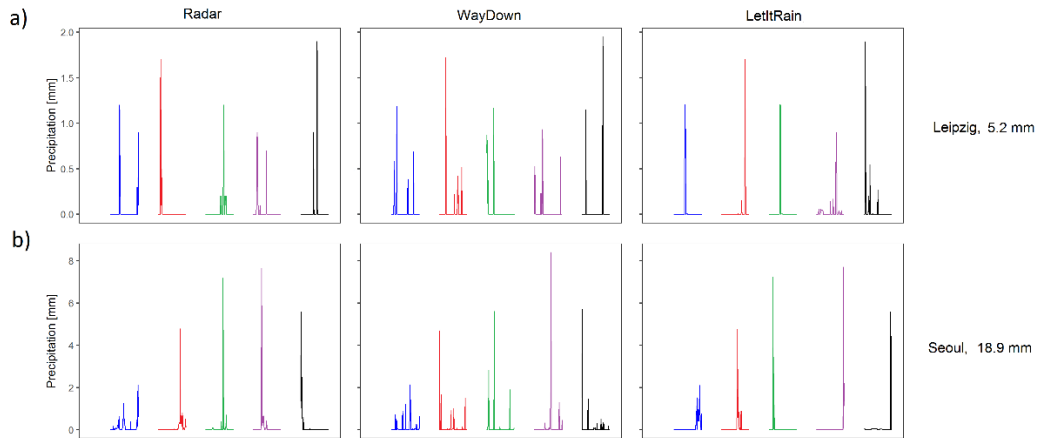 a)
Radar
WayDown
LetItRain
Precipitation [mm]
2.0
1.5
1.0
0.5
0.0
Leipzig, 5.2 mm
b)
Precipitation [mm]
8
6
4
2
0
Seoul, 18.9 mm